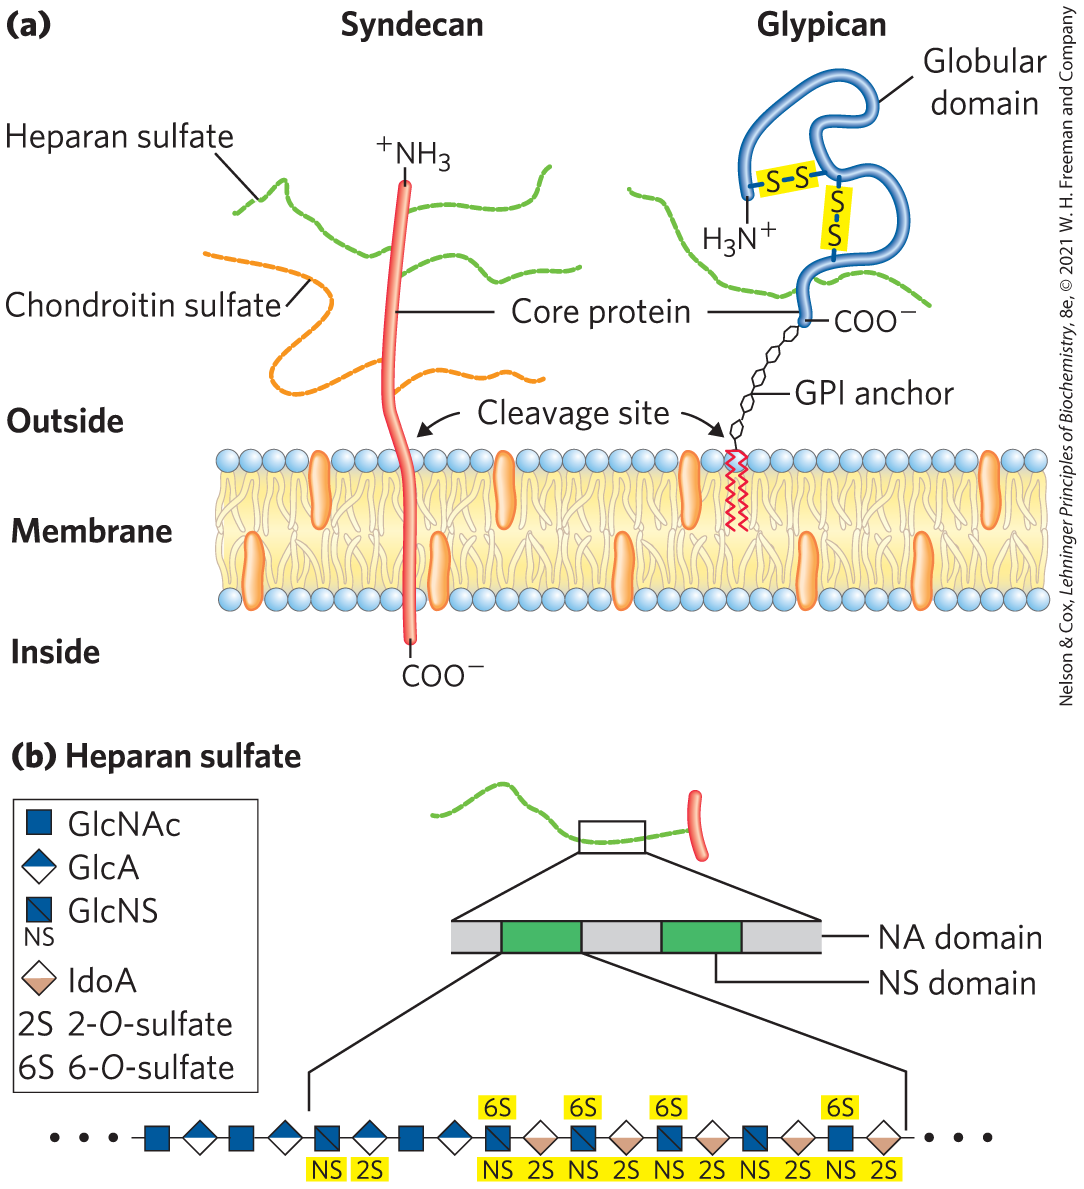 (a)
Syndecan
Glypican
Globular
domain
Heparan sulfate
+NH3
S S
S
S
H3N+
Chondroitin sulfate
Core protein
COO−
GPI anchor
Cleavage site
Outside
Membrane
Inside
COO−
Nelson & Cox, Lehninger Principles of Biochemistry, 8e, © 2021 W. H. Freeman and Company
(b) Heparan sulfate
GlcNAc
GlcA
GlcNS
NS
IdoA
2S 2-O-sulfate
6S 6-O-sulfate
NA domain
NS domain
6S 6S 6S 6S
NS 2S NS 2S NS 2S NS 2S NS 2S NS 2S